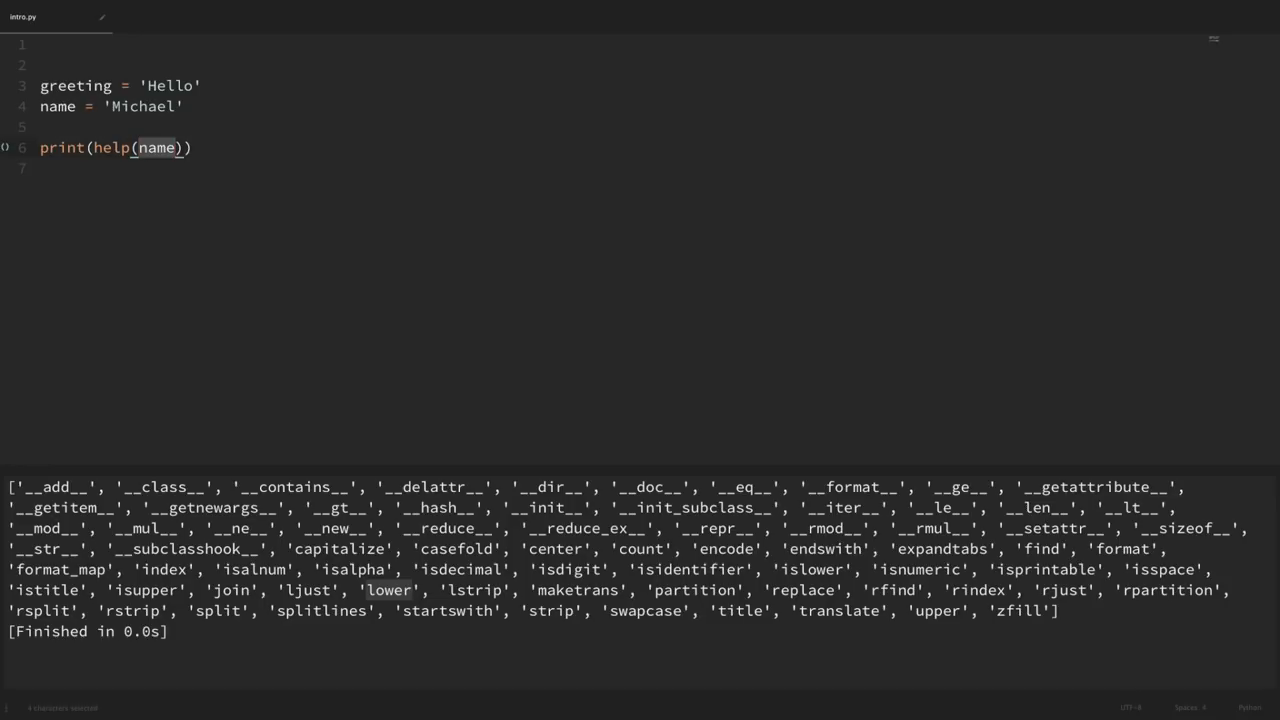 intro.py
1
2
3 greeting = 'Hello'
4 name = 'Michael'
5
() 6 print(help(name))
7
['__add__', '__class__', '__contains__', '__delattr__', '__dir__', '__doc__', '__eq__', '__format__', '__ge__', '__getattribute__',
'__getitem__', '__getnewargs__', '__gt__', '__hash__', '__init__', '__init_subclass__', '__iter__', '__le__', '__len__', '__lt__',
'__mod__', '__mul__', '__ne__', '__new__', '__reduce__', '__reduce_ex__', '__repr__', '__rmod__', '__rmul__', '__setattr__', '__sizeof__',
'__str__', '__subclasshook__', 'capitalize', 'casefold', 'center', 'count', 'encode', 'endswith', 'expandtabs', 'find', 'format',
'format_map', 'index', 'isalnum', 'isalpha', 'isdecimal', 'isdigit', 'isidentifier', 'islower', 'isnumeric', 'isprintable', 'isspace',
'istitle', 'isupper', 'join', 'ljust', 'lower', 'lstrip', 'maketrans', 'partition', 'replace', 'rfind', 'rindex', 'rjust', 'rpartition',
'rsplit', 'rstrip', 'split', 'splitlines', 'startswith', 'strip', 'swapcase', 'title', 'translate', 'upper', 'zfill']
[Finished in 0.0s]
4 characters selected UTF-8 Spaces: 4 Python